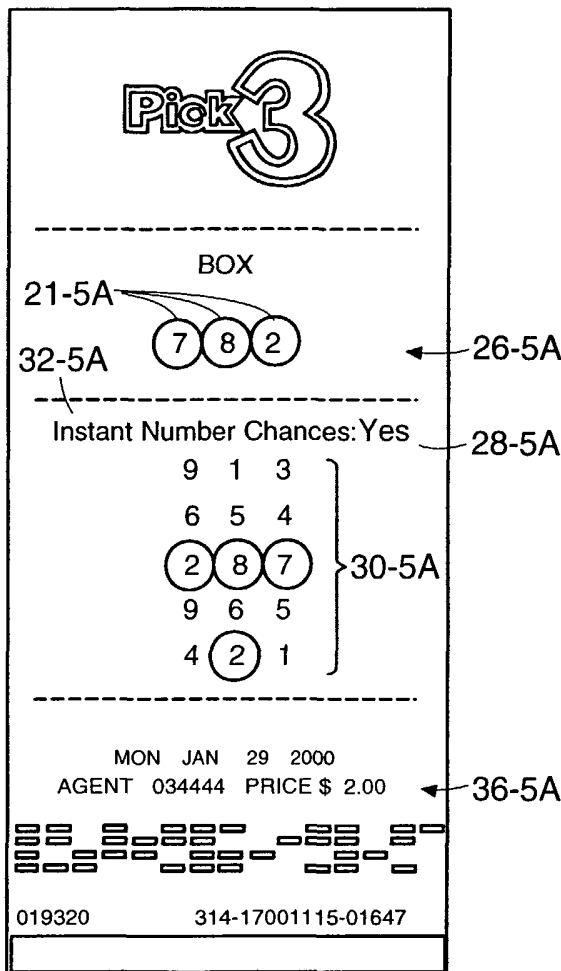 Pick 3
BOX
21-5A
7 8 2
26-5A
32-5A
Instant Number Chances: Yes
28-5A
9 1 3
6 5 4
2 8 7
30-5A
9 6 5
4 2 1
MON JAN 29 2000
AGENT 034444 PRICE $ 2.00
36-5A
019320 314-17001115-01647